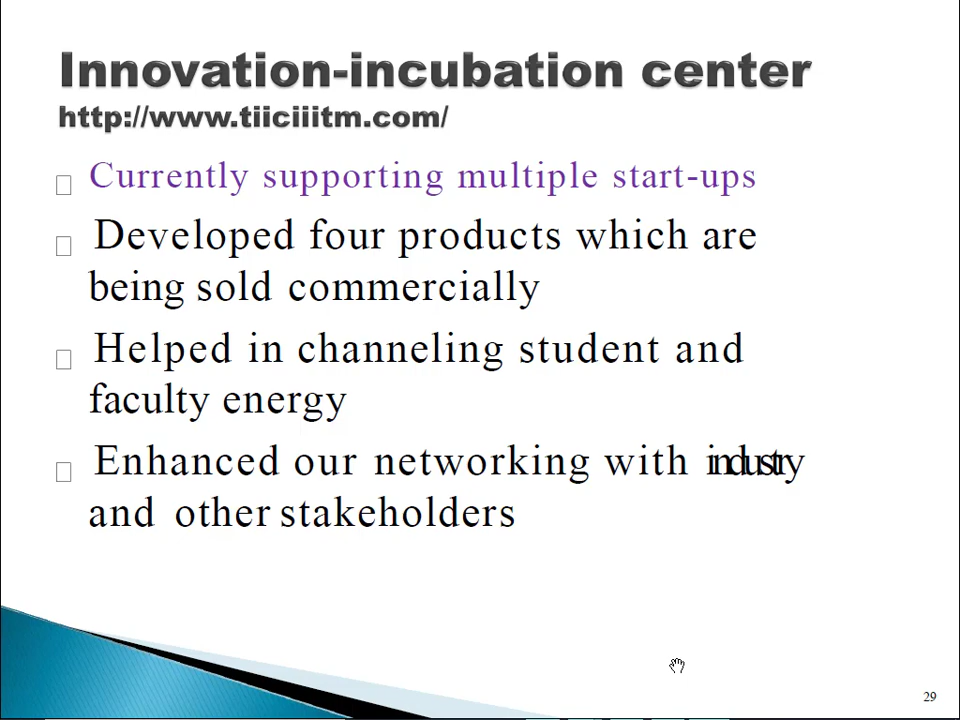 Innovation-incubation center
http://www.tiiciiitm.com/
Currently supporting multiple start-ups
Developed four products which are
being sold commercially
Helped in channeling student and
faculty energy
Enhanced our networking with industry
and other stakeholders
29